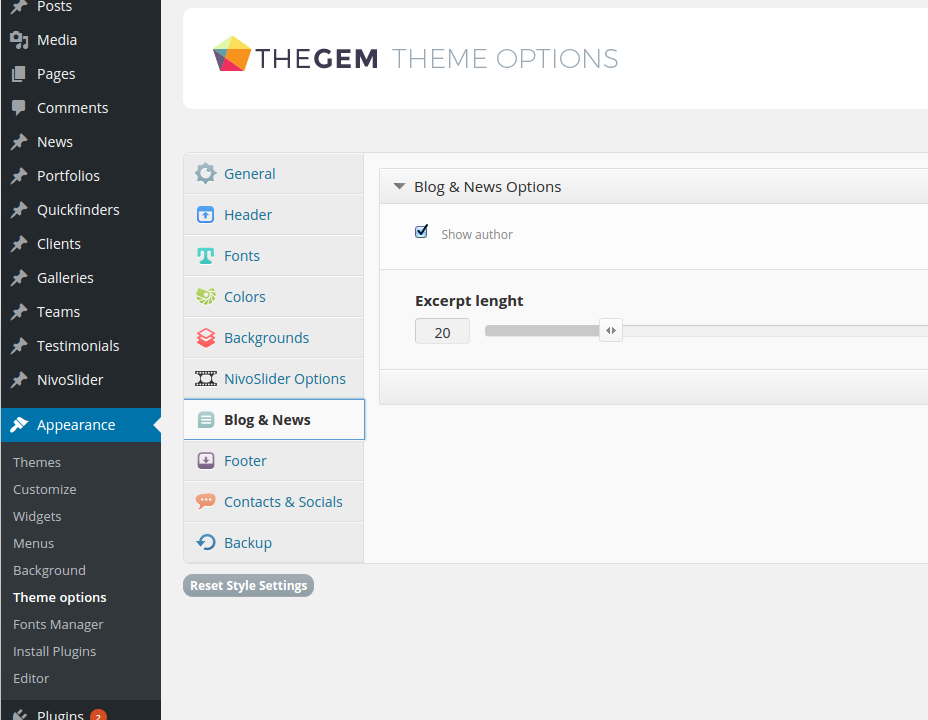 Posts
Media
Pages
Comments
News
Portfolios
Quickfinders
Clients
Galleries
Teams
Testimonials
NivoSlider
Appearance
Themes
Customize
Widgets
Menus
Background
Theme options
Fonts Manager
Install Plugins
Editor
Plugins 2
THEGEM THEME OPTIONS
General
Header
Fonts
Colors
Backgrounds
NivoSlider Options
Blog & News
Footer
Contacts & Socials
Backup
Reset Style Settings
Blog & News Options
Show author
Excerpt lenght
20